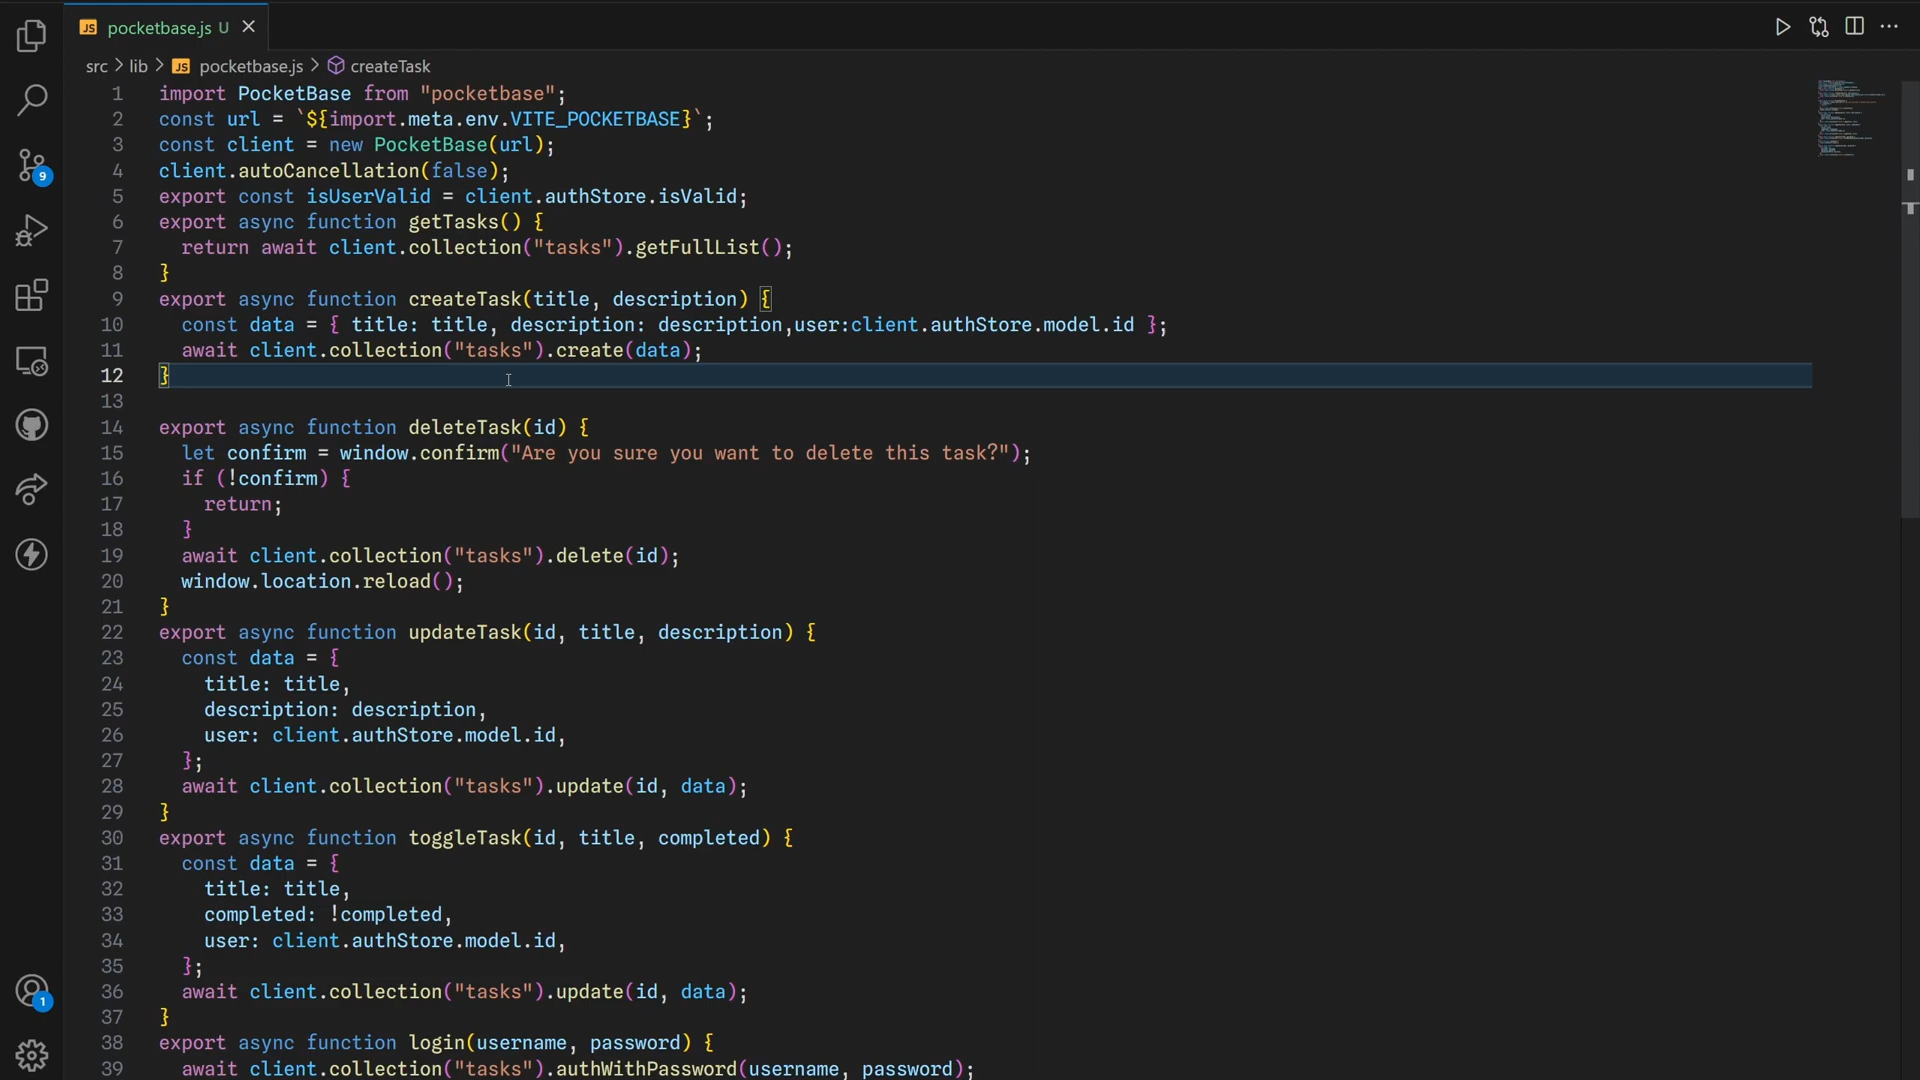 JS pocketbase.js U
src > lib > JS pocketbase.js > createTask
1 import PocketBase from "pocketbase";
2 const url = `${import.meta.env.VITE_POCKETBASE}`;
3 const client = new PocketBase(url);
4 client.autoCancellation(false);
5 export const isUserValid = client.authStore.isValid;
6 export async function getTasks() {
7 return await client.collection("tasks").getFullList();
8 }
9 export async function createTask(title, description) {
10 const data = { title: title, description: description,user:client.authStore.model.id };
11 await client.collection("tasks").create(data);
12 }
13
14 export async function deleteTask(id) {
15 let confirm = window.confirm("Are you sure you want to delete this task?");
16 if (!confirm) {
17 return;
18 }
19 await client.collection("tasks").delete(id);
20 window.location.reload();
21 }
22 export async function updateTask(id, title, description) {
23 const data = {
24 title: title,
25 description: description,
26 user: client.authStore.model.id,
27 };
28 await client.collection("tasks").update(id, data);
29 }
30 export async function toggleTask(id, title, completed) {
31 const data = {
32 title: title,
33 completed: !completed,
34 user: client.authStore.model.id,
35 };
36 await client.collection("tasks").update(id, data);
37 }
38 export async function login(username, password) {
39 await client.collection("tasks").authWithPassword(username, password);
9
1